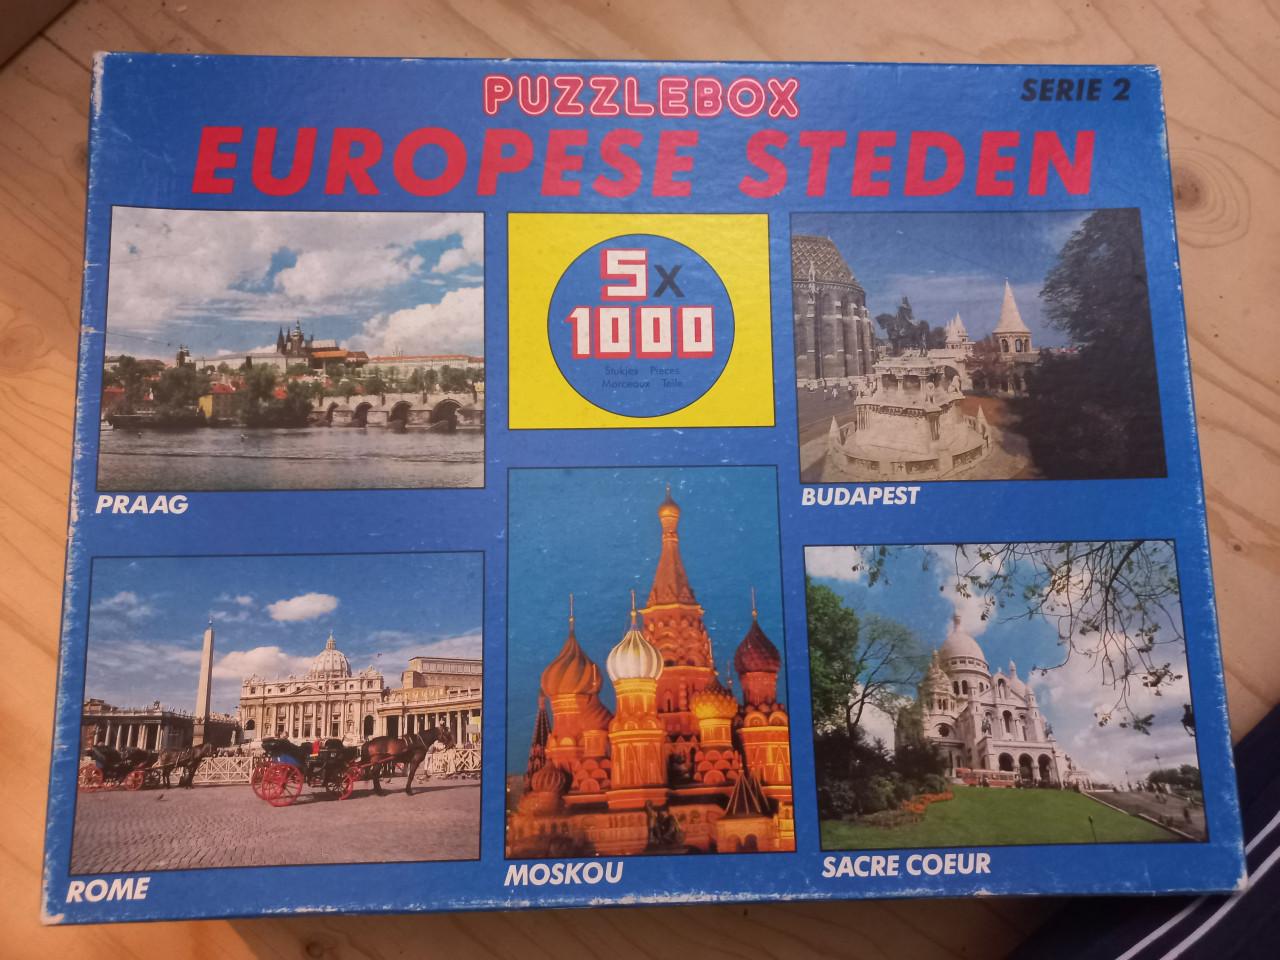 PUZZLEBOX
SERIE 2
EUROPESE STEDEN
5x
1000
Stukjes Pieces
Morceaux Teile
PRAAG
BUDAPEST
ROME
MOSKOU
SACRE COEUR